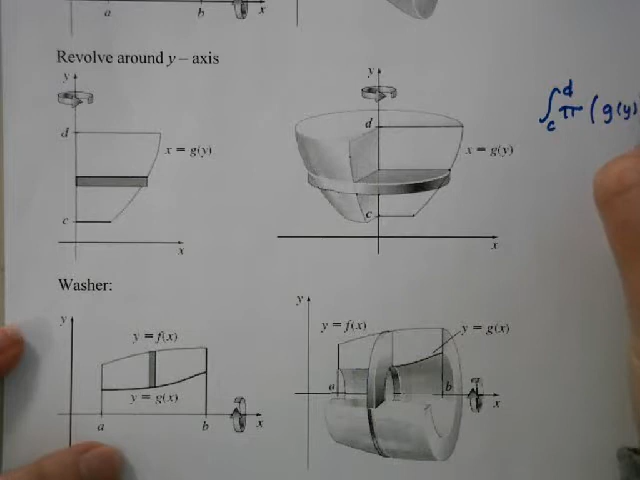 a b x
Revolve around y – axis
y y
d d
x = g(y) x = g(y)
∫_c^d π (g(y)
c c
x x
Washer:
y y
y = f(x) y = f(x) y = g(x)
a b
y = g(x)
a b x x